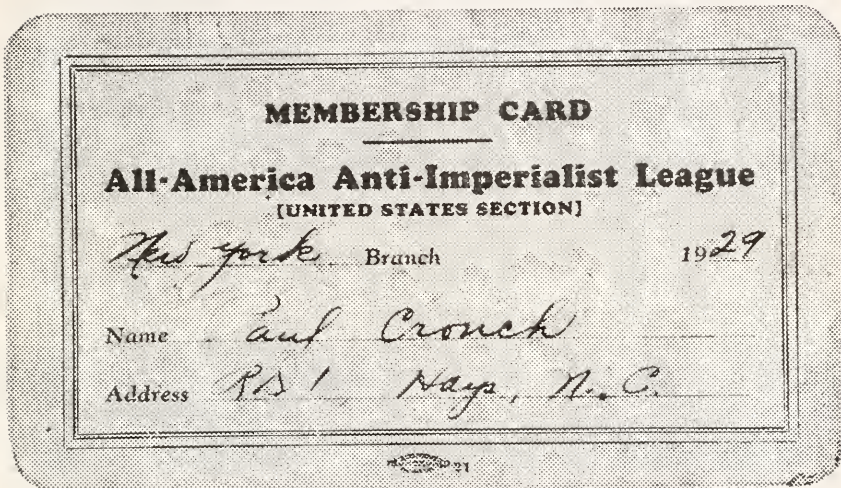 MEMBERSHIP CARD
All-America Anti-Imperialist League
[UNITED STATES SECTION]
New York Branch 1929
Name Paul Crouch
Address RD 1 Hays, N.C.
21